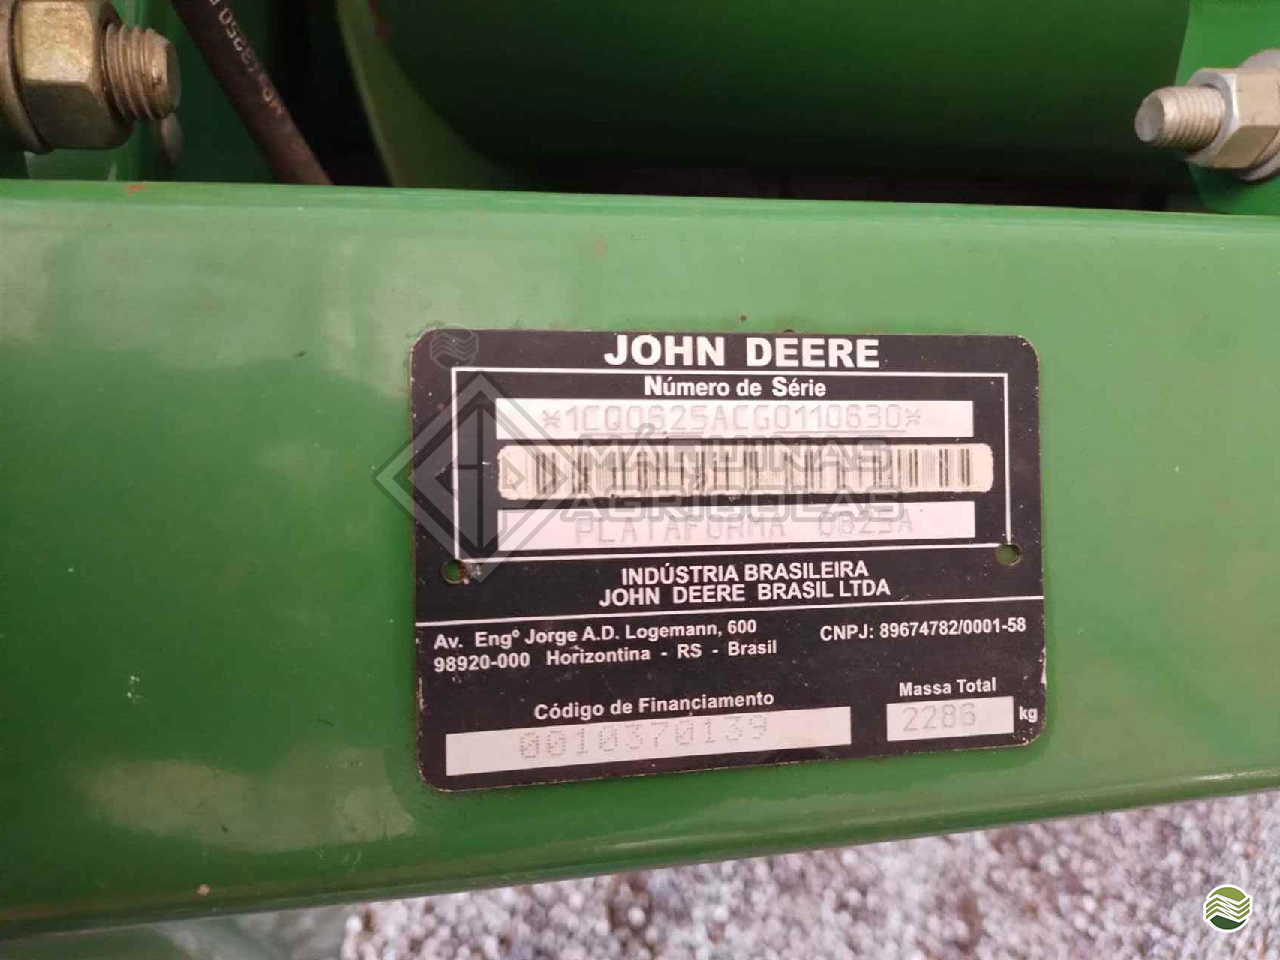 JOHN DEERE
Número de Série
*1CQ0625ACG0110630*
MÁQUINAS
AGRÍCOLAS
PLATAFORMA 0625A
INDÚSTRIA BRASILEIRA
JOHN DEERE BRASIL LTDA
Av. Engº Jorge A.D. Logemann, 600
98920-000 Horizontina - RS - Brasil
CNPJ: 89674782/0001-58
Código de Financiamento
0010370139
Massa Total
2286 kg